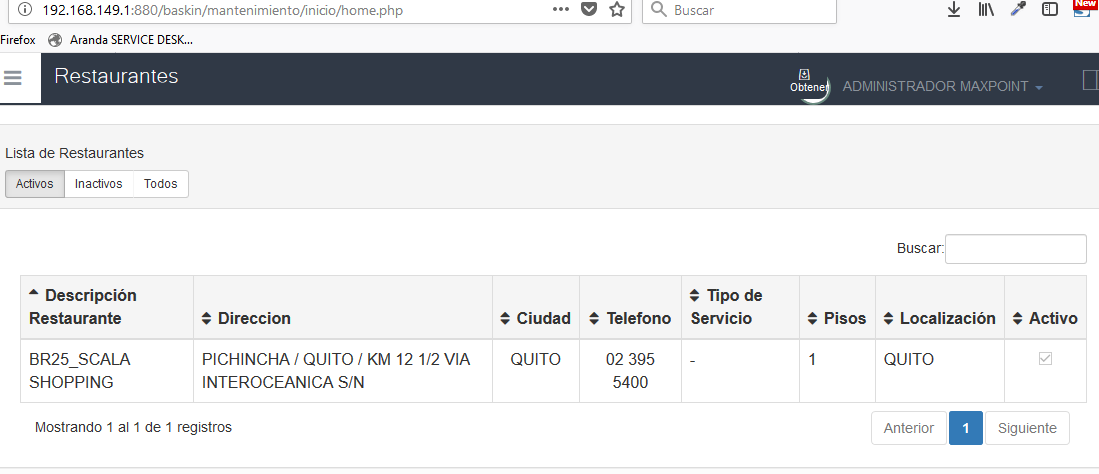 192.168.149.1:880/baskin/mantenimiento/inicio/home.php
Buscar
New
Firefox
Aranda SERVICE DESK...
Restaurantes
Obtener
ADMINISTRADOR MAXPOINT
Lista de Restaurantes
Activos Inactivos Todos
Buscar:
Descripción Restaurante
Direccion
Ciudad
Telefono
Tipo de Servicio
Pisos
Localización
Activo
BR25_SCALA
SHOPPING
PICHINCHA / QUITO / KM 12 1/2 VIA
INTEROCEANICA S/N
QUITO
02 395
5400
-
1
QUITO
Mostrando 1 al 1 de 1 registros
Anterior 1 Siguiente